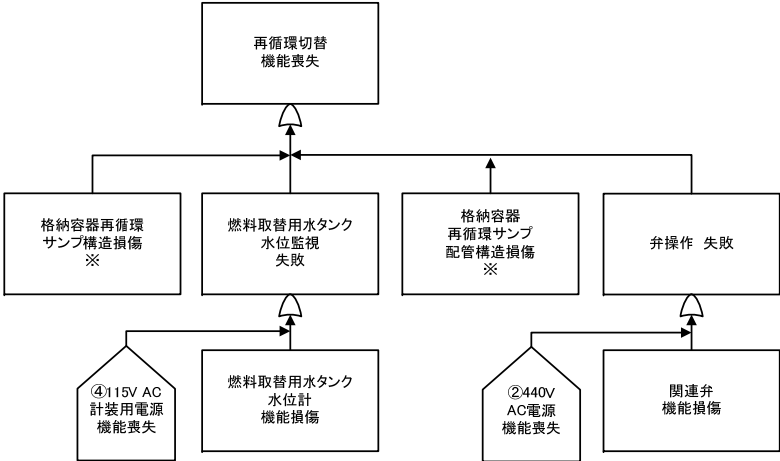 再循環切替
機能喪失
格納容器再循環
サンプ構造損傷
※
燃料取替用水タンク
水位監視
失敗
格納容器
再循環サンプ
配管構造損傷
※
弁操作 失敗
④115V AC
計装用電源
機能喪失
燃料取替用水タンク
水位計
機能損傷
②440V
AC電源
機能喪失
関連弁
機能損傷